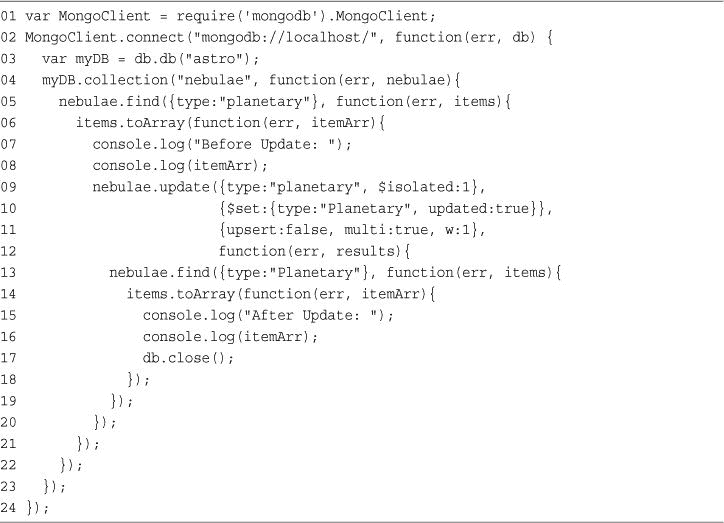 01 var MongoClient = require('mongodb').MongoClient;
02 MongoClient.connect("mongodb://localhost/", function(err, db) {
03   var myDB = db.db("astro");
04   myDB.collection("nebulae", function(err, nebulae){
05     nebulae.find({type:"planetary"}, function(err, items){
06       items.toArray(function(err, itemArr){
07         console.log("Before Update: ");
08         console.log(itemArr);
09         nebulae.update({type:"planetary", $isolated:1},
10                        {$set:{type:"Planetary", updated:true}},
11                        {upsert:false, multi:true, w:1},
12                        function(err, results){
13           nebulae.find({type:"Planetary"}, function(err, items){
14             items.toArray(function(err, itemArr){
15               console.log("After Update: ");
16               console.log(itemArr);
17               db.close();
18             });
19           });
20         });
21       });
22     });
23   });
24 });